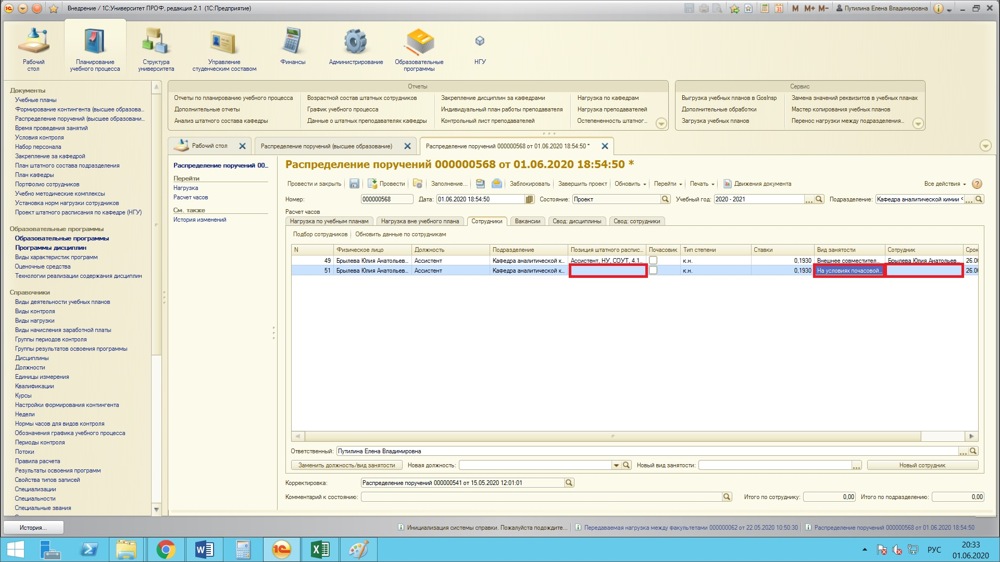 Внедрение / 1С:Университет ПРОФ, редакция 2.1 (1С:Предприятие)
M M+ M- Путилина Елена Владимировна
Рабочий стол
Планирование учебного процесса
Структура университета
Управление студенческим составом
Финансы
Администрирование
Образовательные программы
НГУ
Документы
Учебные планы
Формирование контингента (высшее образова...
Распределение поручений (высшее образовани...
Время проведения занятий
Условия контроля
Набор персонала
Закрепление за кафедрой
План штатного состава подразделения
План кафедры
Портфолио сотрудников
Учебно методические комплексы
Установка норм нагрузки сотрудников
Проект штатного расписания по кафедре (НГУ)
Образовательные программы
Образовательные программы
Программы дисциплин
Виды характеристик программ
Оценочные средства
Технологии реализации содержания дисциплин
Справочники
Виды деятельности учебных планов
Виды контроля
Виды нагрузки
Виды начисления заработной платы
Группы периодов контроля
Группы результатов освоения программы
Дисциплины
Должности
Единицы измерения
Квалификации
Курсы
Настройки формирования контингента
Недели
Нормы часов для видов контроля
Обозначения графика учебного процесса
Периоды контроля
Потоки
Правила расчета
Результаты освоения программ
Свойства типов записей
Специализации
Специальности
Специальные звания
Отчеты
Отчеты по планированию учебного процесса
Дополнительные отчеты
Анализ штатного состава кафедры
Возрастной состав штатных сотрудников
График учебного процесса
Данные о штатных преподавателях кафедры
Закрепление дисциплин за кафедрами
Индивидуальный план работы преподавателя
Контрольный лист преподавателей
Нагрузка по кафедрам
Нагрузка преподавателей
Остепененность штатног...
Сервис
Выгрузка учебных планов в GosInsp
Дополнительные обработки
Загрузка учебных планов
Замена значений реквизитов в учебных планах
Мастер копирования учебных планов
Перенос нагрузки между подразделения...
Рабочий стол
Распределение поручений (высшее образование)
Распределение поручений 000000568 от 01.06.2020 18:54:50 *
Распределение поручений 00...
Перейти
Нагрузка
Расчет часов
См. также
История изменений
Распределение поручений 000000568 от 01.06.2020 18:54:50 *
Провести и закрыть Провести Заполнение... Заблокировать Завершить проект Обновить Перейти Печать Движения документа Все действия
Номер: 000000568 Дата: 01.06.2020 18:54:50 Состояние: Проект Учебный год: 2020 - 2021 ... Подразделение: Кафедра аналитической химии ...
Расчет часов
Нагрузка по учебным планам Нагрузка вне учебного плана Сотрудники Вакансии Свод: дисциплины Свод: сотрудники
Подбор сотрудников Обновить данные по сотрудникам
N Физическое лицо Должность Подразделение Позиция штатного распис... Почасовик Тип степени Ставки Вид занятости Сотрудник Срок
49 Брылева Юлия Анатольев... Ассистент Кафедра аналитической х... Ассистент, НУ, СОУТ, 4.1... к.н. 0,1930 Внешнее совместител... Брылева Юлия Анатольев... 26.0
51 Брылева Юлия Анатольев... Ассистент Кафедра аналитической х... к.н. 0,1930 На условиях почасовой... 26.0
Ответственный: Путилина Елена Владимировна ...
Заменить должность/вид занятости Новая должность: Новый вид занятости: ... Новый сотрудник
Корректировка: Распределение поручений 000000541 от 15.05.2020 12:01:01
Комментарий к состоянию: Итого по сотруднику: 0,00 Итого по подразделению: 0,00
История... Инициализация системы справки. Пожалуйста подождите... Передаваемая нагрузка между факультетами 000000062 от 22.05.2020 10:50:30 Распределение поручений 000000568 от 01.06.2020 18:54:50
РУС
20:33
01.06.2020